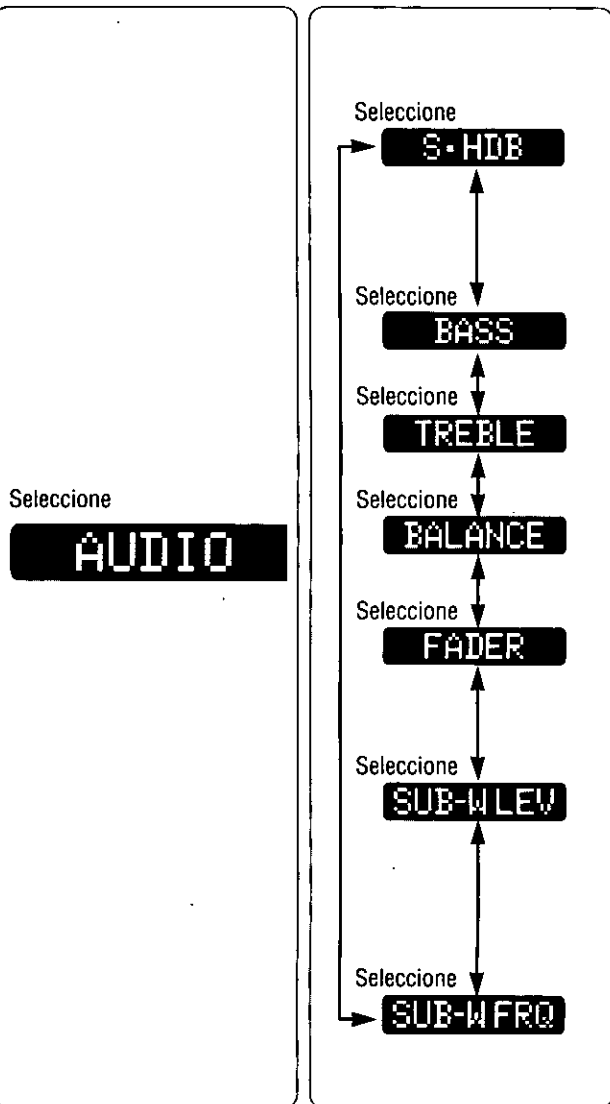 Seleccione
AUDIO
Seleccione
S•HDB
Seleccione
BASS
Seleccione
TREBLE
Seleccione
BALANCE
Seleccione
FADER
Seleccione
SUB-W LEV
Seleccione
SUB-W FRQ